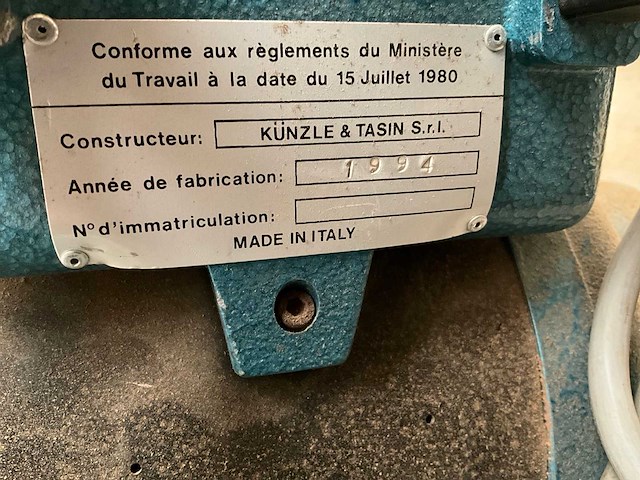 Conforme aux règlements du Ministère
du Travail à la date du 15 Juillet 1980
Constructeur: KÜNZLE & TASIN S.r.l.
Année de fabrication: 1994
Nº d'immatriculation:
MADE IN ITALY